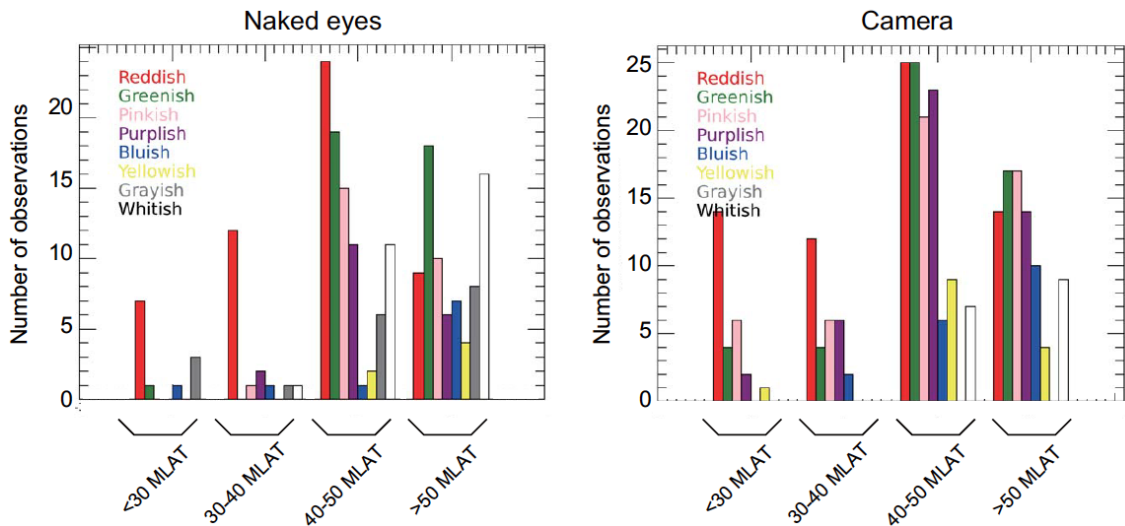 Naked eyes
Number of observations
20
15
10
5
0
Reddish
Greenish
Pinkish
Purplish
Bluish
Yellowish
Grayish
Whitish
<30 MLAT
30-40 MLAT
40-50 MLAT
>50 MLAT
Camera
Number of observations
25
20
15
10
5
0
Reddish
Greenish
Pinkish
Purplish
Bluish
Yellowish
Grayish
Whitish
<30 MLAT
30-40 MLAT
40-50 MLAT
>50 MLAT